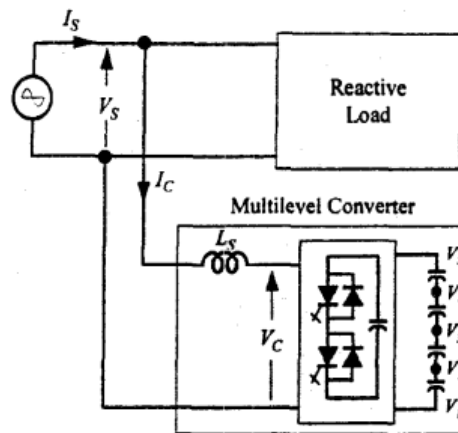 I_S
V_S
Reactive
Load
I_C
Multilevel Converter
L_S
V_C
V
V
V
V
V